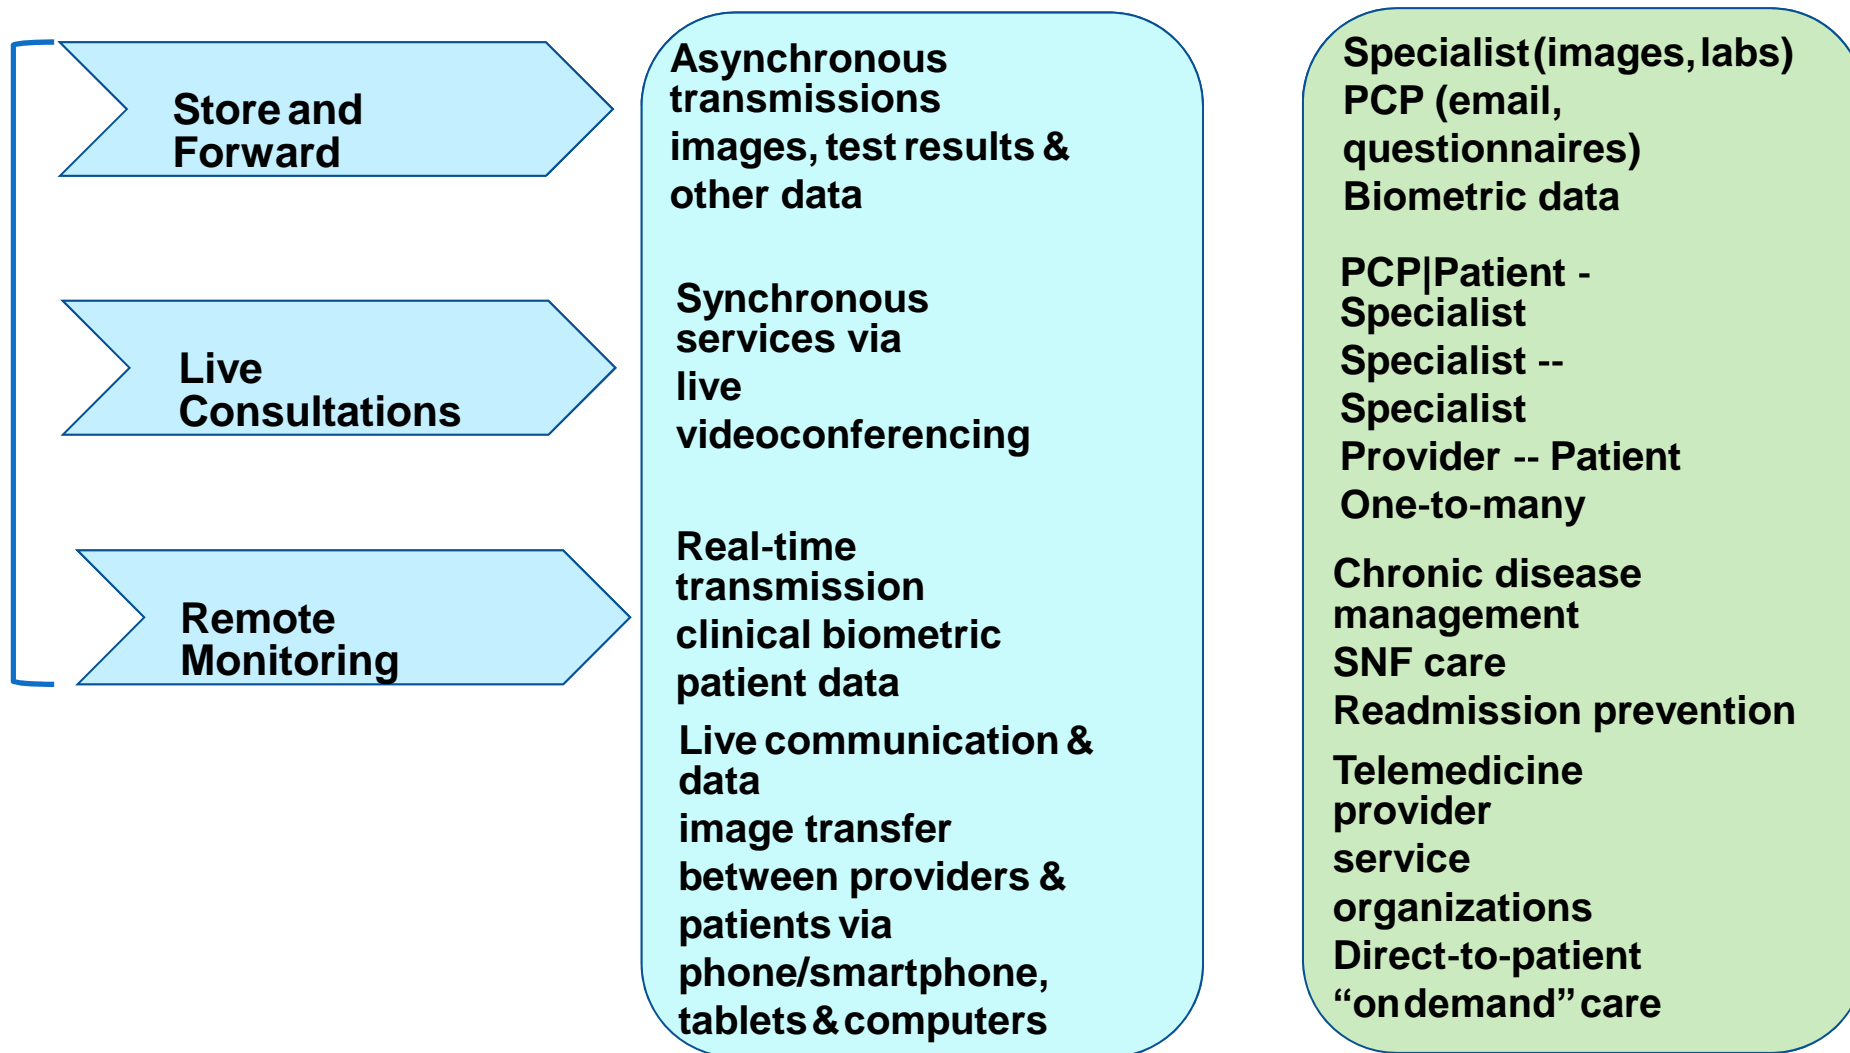 Store and
Forward
Live
Consultations
Remote
Monitoring
Asynchronous
transmissions
images, test results &
other data
Synchronous
services via
live
videoconferencing
Real-time
transmission
clinical biometric
patient data
Live communication &
data
image transfer
between providers &
patients via
phone/smartphone,
tablets & computers
Specialist (images, labs)
PCP (email,
questionnaires)
Biometric data
PCP|Patient -
Specialist
Specialist --
Specialist
Provider -- Patient
One-to-many
Chronic disease
management
SNF care
Readmission prevention
Telemedicine
provider
service
organizations
Direct-to-patient
“on demand” care